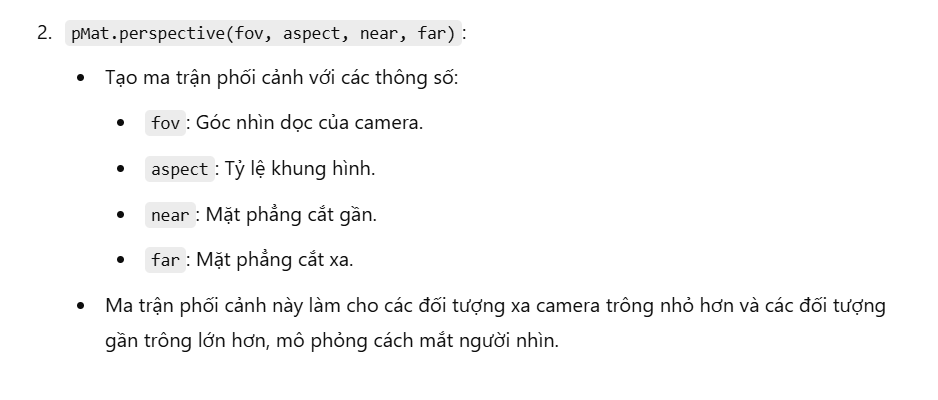 2. pMat.perspective(fov, aspect, near, far):
• Tạo ma trận phối cảnh với các thông số:
• fov: Góc nhìn dọc của camera.
• aspect: Tỷ lệ khung hình.
• near: Mặt phẳng cắt gần.
• far: Mặt phẳng cắt xa.
• Ma trận phối cảnh này làm cho các đối tượng xa camera trông nhỏ hơn và các đối tượng
gần trông lớn hơn, mô phỏng cách mắt người nhìn.